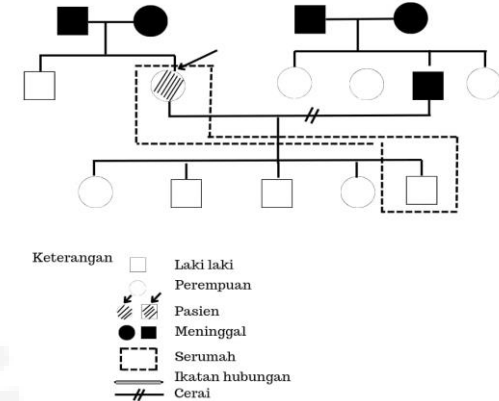 Keterangan
Laki laki
Perempuan
Pasien
Meninggal
Serumah
Ikatan hubungan
Cerai